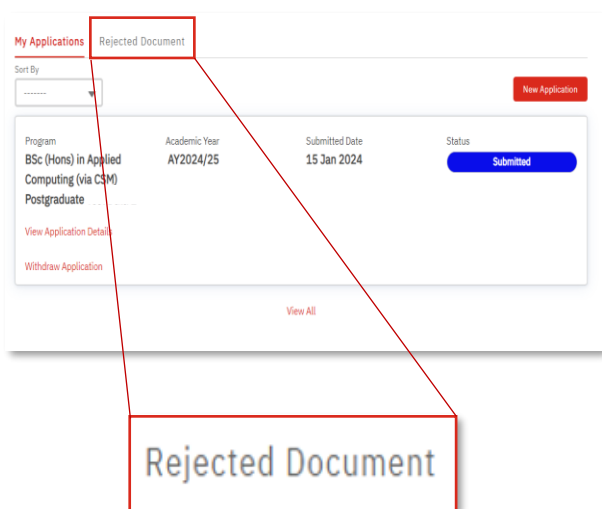 My Applications Rejected Document
Sort By
-------
New Application
Program Academic Year Submitted Date Status
BSc (Hons) in Applied AY2024/25 15 Jan 2024 Submitted
Computing (via CSM)
Postgraduate
View Application Details
Withdraw Application
View All
Rejected Document